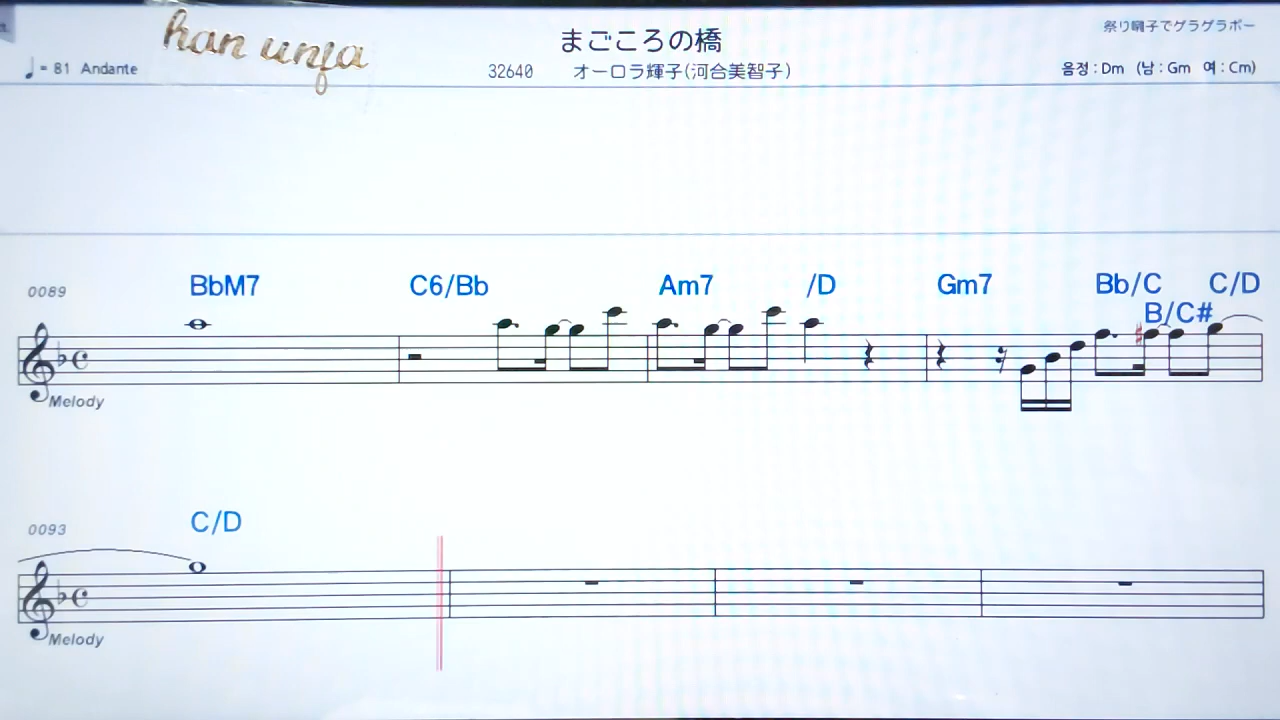 han unja
まごころの橋
祭り囃子でゲラグラボー
♩= 81 Andante
32640 オーロラ輝子(河合美智子)
음정 : Dm (남 : Gm 여 : Cm)
0089 BbM7 C6/Bb Am7 /D Gm7 Bb/C C/D
B/C#
Melody
0093 C/D
Melody